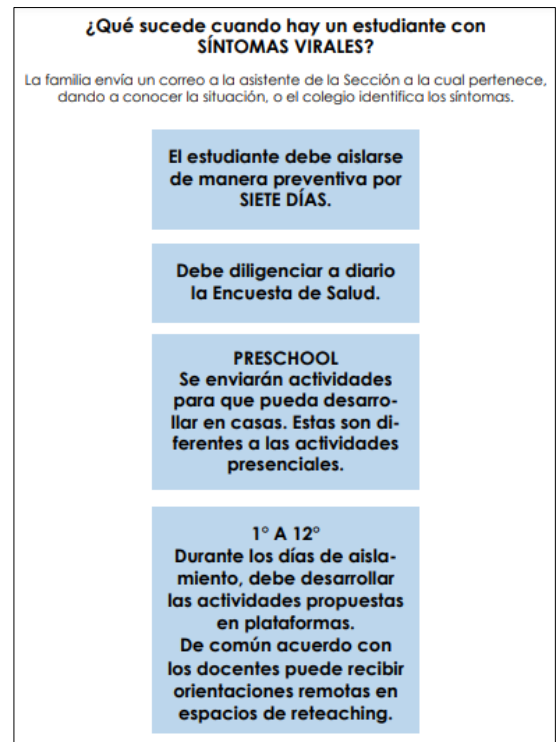 ¿Qué sucede cuando hay un estudiante con
SÍNTOMAS VIRALES?
La familia envía un correo a la asistente de la Sección a la cual pertenece,
dando a conocer la situación, o el colegio identifica los síntomas.
El estudiante debe aislarse
de manera preventiva por
SIETE DÍAS.
Debe diligenciar a diario
la Encuesta de Salud.
PRESCHOOL
Se enviarán actividades
para que pueda desarro-
llar en casas. Estas son di-
ferentes a las actividades
presenciales.
1° A 12°
Durante los días de aisla-
miento, debe desarrollar
las actividades propuestas
en plataformas.
De común acuerdo con
los docentes puede recibir
orientaciones remotas en
espacios de reteaching.